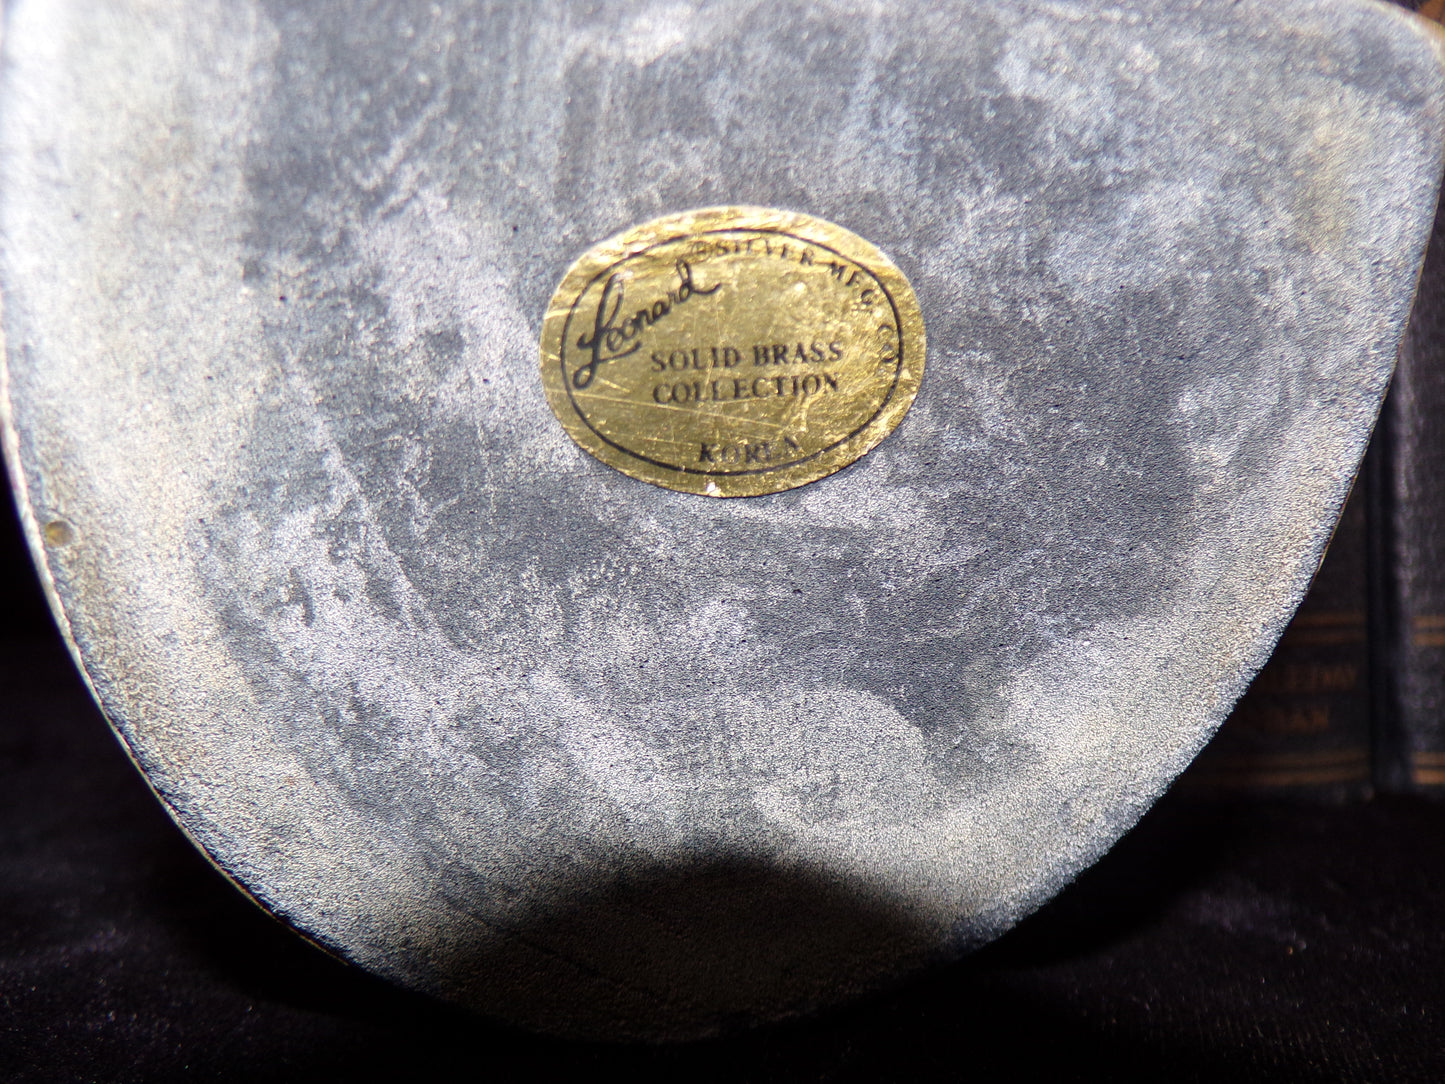 Leonard® SILVER MFG. CO.
SOLID BRASS
COLLECTION
KOREA